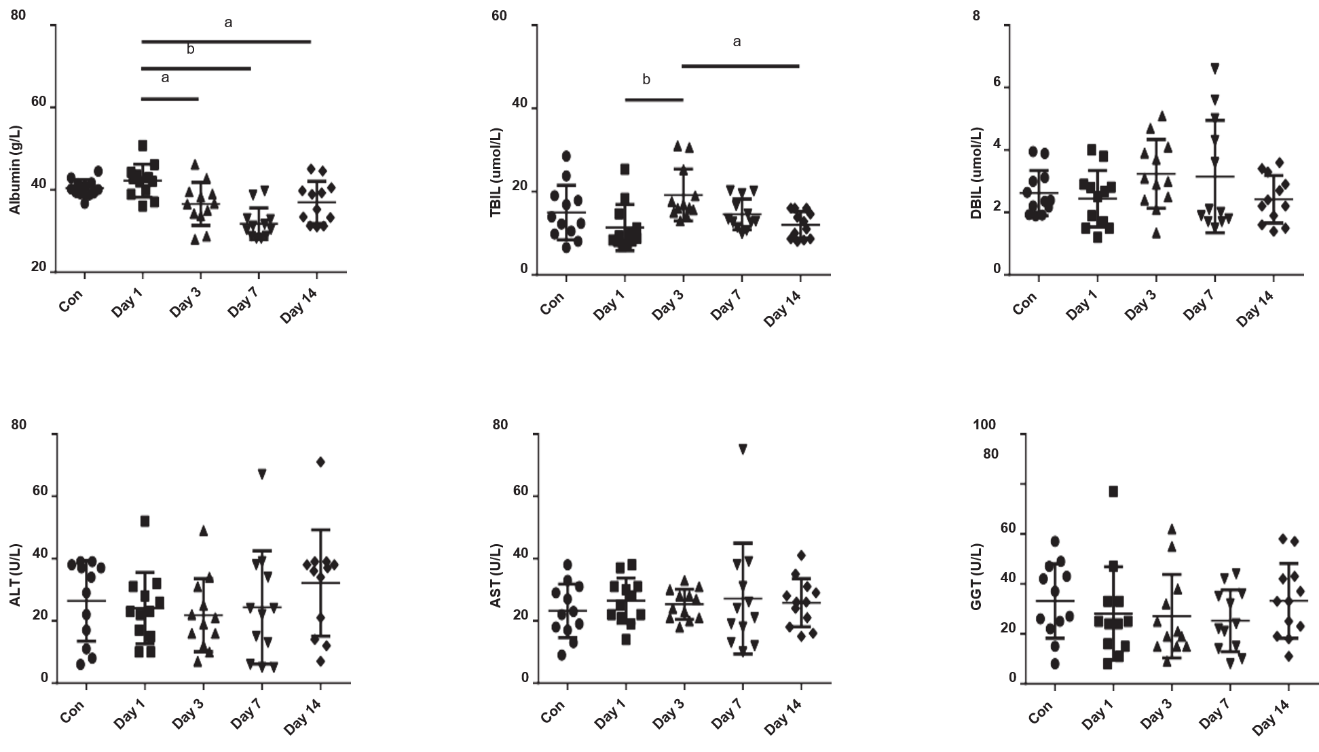 80
a
b
a
60
40
20
Albumin (g/L)
Con
Day 1
Day 3
Day 7
Day 14
60
a
b
40
20
0
TBIL (umol/L)
Con
Day 1
Day 3
Day 7
Day 14
8
6
4
2
0
DBIL (umol/L)
Con
Day 1
Day 3
Day 7
Day 14
80
60
40
20
0
ALT (U/L)
Con
Day 1
Day 3
Day 7
Day 14
80
60
40
20
0
AST (U/L)
Con
Day 1
Day 3
Day 7
Day 14
100
80
60
40
20
0
GGT (U/L)
Con
Day 1
Day 3
Day 7
Day 14